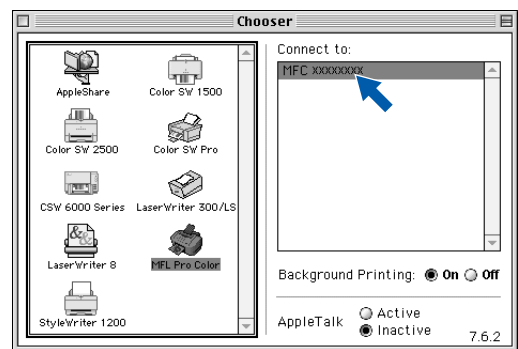 Chooser
AppleShare
Color SW 1500
Color SW 2500
Color SW Pro
CSW 6000 Series
LaserWriter 300/LS
LaserWriter 8
MFL Pro Color
StyleWriter 1200
Connect to:
MFC XXXXXXXX
Background Printing: On Off
AppleTalk
Active
Inactive
7.6.2